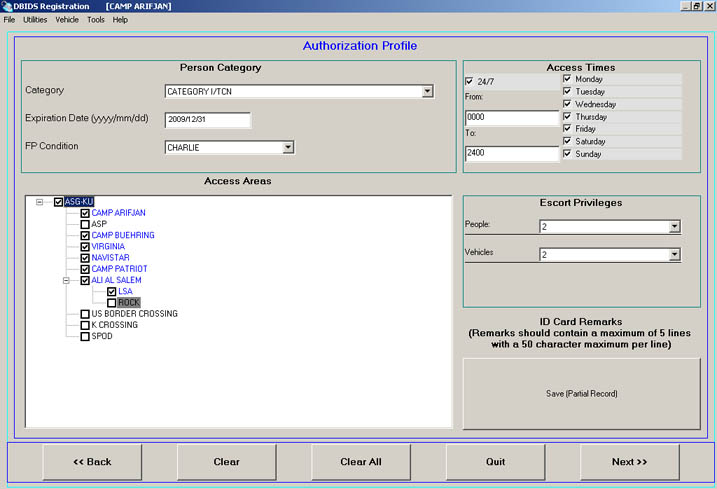 DBIDS Registration [CAMP ARIFJAN]
File Utilities Vehicle Tools Help
Authorization Profile
Person Category
Category
CATEGORY I/TCN
Expiration Date (yyyy/mm/dd)
2009/12/31
FP Condition
CHARLIE
Access Times
24/7
From:
0000
To:
2400
Monday
Tuesday
Wednesday
Thursday
Friday
Saturday
Sunday
Access Areas
ASG-KU
CAMP ARIFJAN
ASP
CAMP BUEHRING
VIRGINIA
NAVISTAR
CAMP PATRIOT
ALI AL SALEM
LSA
ROCK
US BORDER CROSSING
K CROSSING
SPOD
Escort Privileges
People:
2
Vehicles
2
ID Card Remarks
(Remarks should contain a maximum of 5 lines
with a 50 character maximum per line)
Save (Partial Record)
<< Back
Clear
Clear All
Quit
Next >>